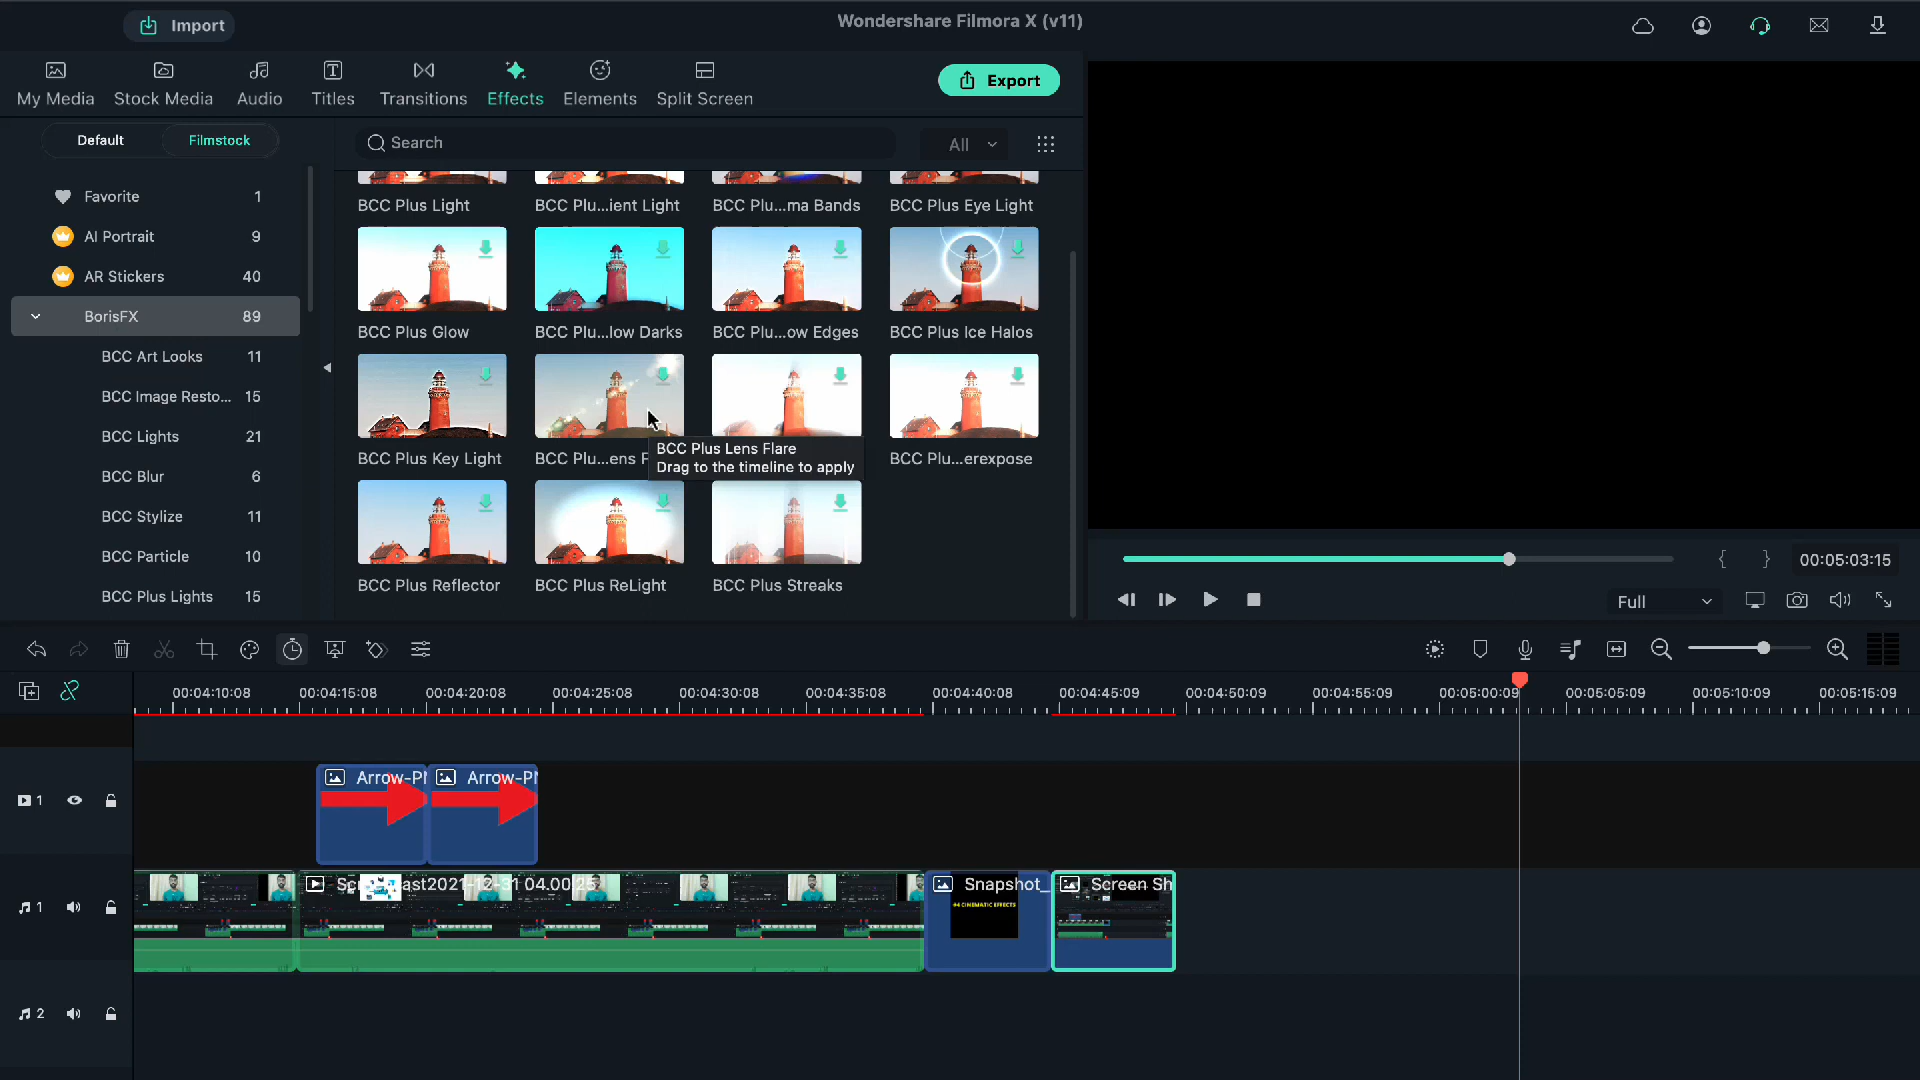 Import
Wondershare Filmora X (v11)
My Media
Stock Media
Audio
Titles
Transitions
Effects
Elements
Split Screen
Export
Default
Filmstock
Search
All
Favorite 1
AI Portrait 9
AR Stickers 40
BorisFX 89
BCC Art Looks 11
BCC Image Resto... 15
BCC Lights 21
BCC Blur 6
BCC Stylize 11
BCC Particle 10
BCC Plus Lights 15
BCC Plus Light
BCC Plu...ient Light
BCC Plu...ma Bands
BCC Plus Eye Light
BCC Plus Glow
BCC Plu...low Darks
BCC Plu...ow Edges
BCC Plus Ice Halos
BCC Plus Key Light
BCC Plu...ens F
BCC Plus Lens Flare
Drag to the timeline to apply
BCC Plu...erexpose
BCC Plus Reflector
BCC Plus ReLight
BCC Plus Streaks
{ } 00:05:03:15
Full
00:04:10:08
00:04:15:08
00:04:20:08
00:04:25:08
00:04:30:08
00:04:35:08
00:04:40:08
00:04:45:09
00:04:50:09
00:04:55:09
00:05:00:09
00:05:05:09
00:05:10:09
00:05:15:09
1
Arrow-PN
Arrow-PN
1
ast2021-12-31 04.00
Snapshot_
#4 CINEMATIC EFFECTS
Screen Sh
2